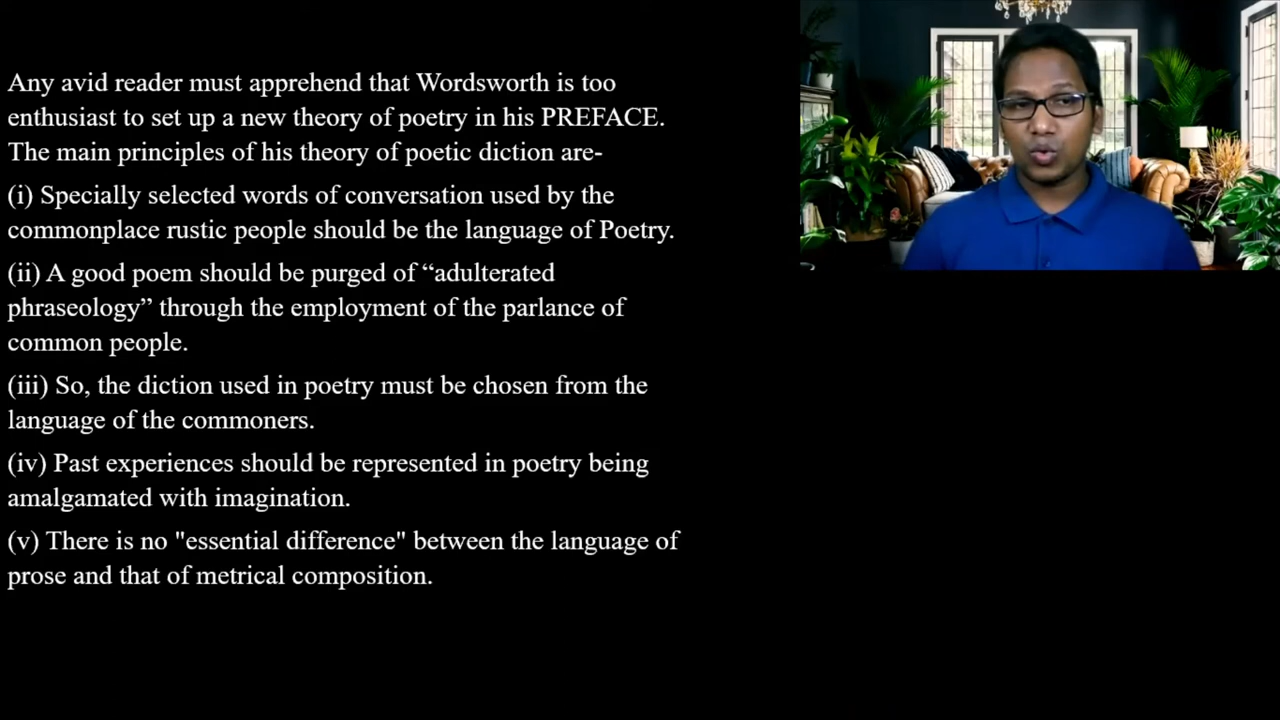 Any avid reader must apprehend that Wordsworth is too
enthusiast to set up a new theory of poetry in his PREFACE.
The main principles of his theory of poetic diction are-
(i) Specially selected words of conversation used by the
commonplace rustic people should be the language of Poetry.
(ii) A good poem should be purged of “adulterated
phraseology” through the employment of the parlance of
common people.
(iii) So, the diction used in poetry must be chosen from the
language of the commoners.
(iv) Past experiences should be represented in poetry being
amalgamated with imagination.
(v) There is no "essential difference" between the language of
prose and that of metrical composition.